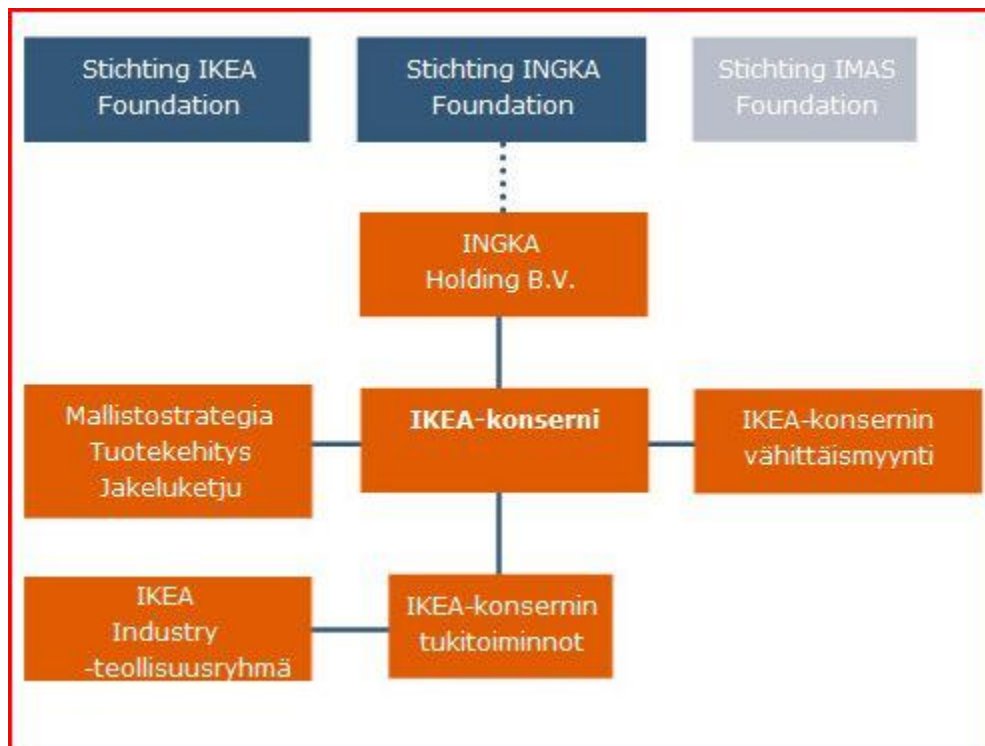 Stichting IKEA
Foundation
Stichting INGKA
Foundation
Stichting IMAS
Foundation
INGKA
Holding B.V.
Mallistostrategia
Tuotekehitys
Jakeluketju
IKEA-konserni
IKEA-konsernin
vähittäismyynti
IKEA
Industry
-teollisuusryhmä
IKEA-konsernin
tukitoiminnot